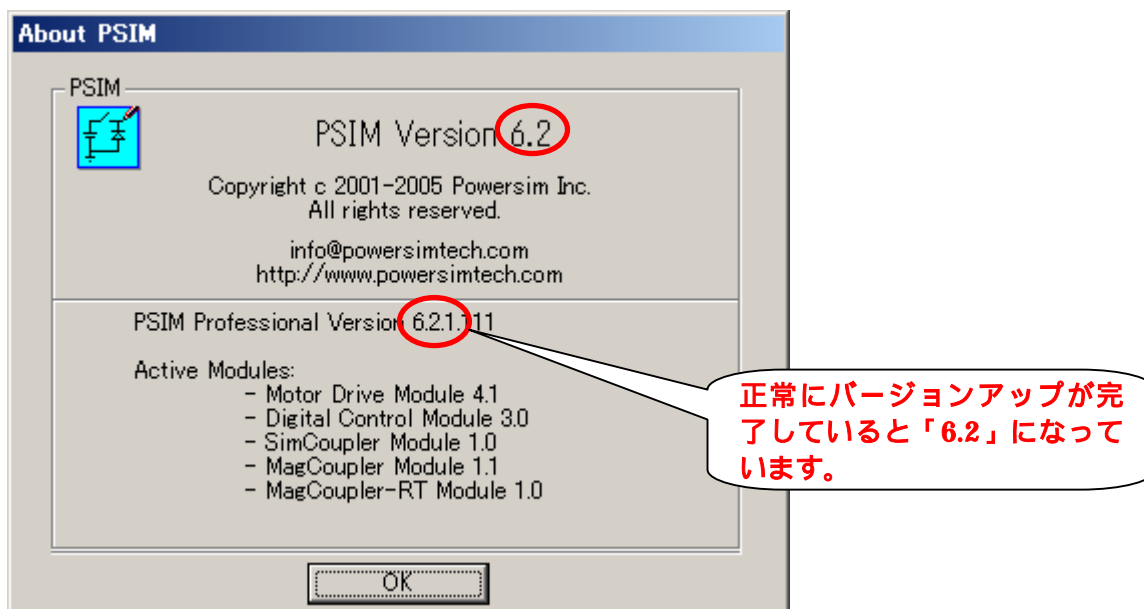 About PSIM
PSIM
PSIM Version 6.2
Copyright c 2001-2005 Powersim Inc.
All rights reserved.
info@powersimtech.com
http://www.powersimtech.com
PSIM Professional Version 6.2.1.111
Active Modules:
- Motor Drive Module 4.1
- Digital Control Module 3.0
- SimCoupler Module 1.0
- MagCoupler Module 1.1
- MagCoupler-RT Module 1.0
正常にバージョンアップが完
了していると「6.2」になって
います。
OK